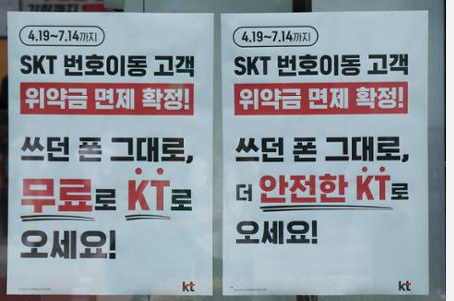 4.19~7.14까지
SKT 번호이동 고객
위약금 면제 확정!
쓰던 폰 그대로,
무료로 KT로
오세요!
kt
4.19~7.14까지
SKT 번호이동 고객
위약금 면제 확정!
쓰던 폰 그대로,
더 안전한 KT로
오세요!
kt